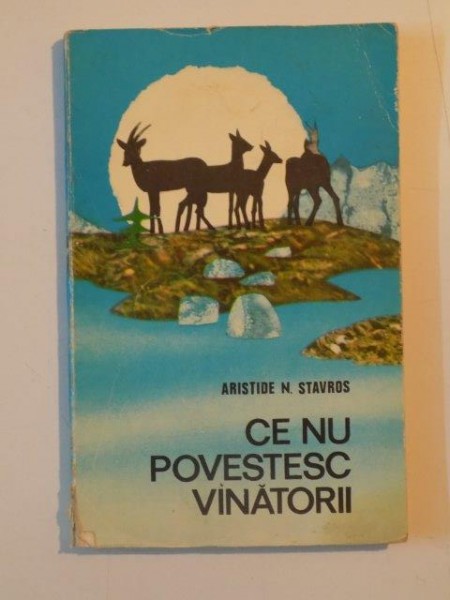 ARISTIDE N. STAVROS
CE NU
POVESTESC
VÎNĂTORII